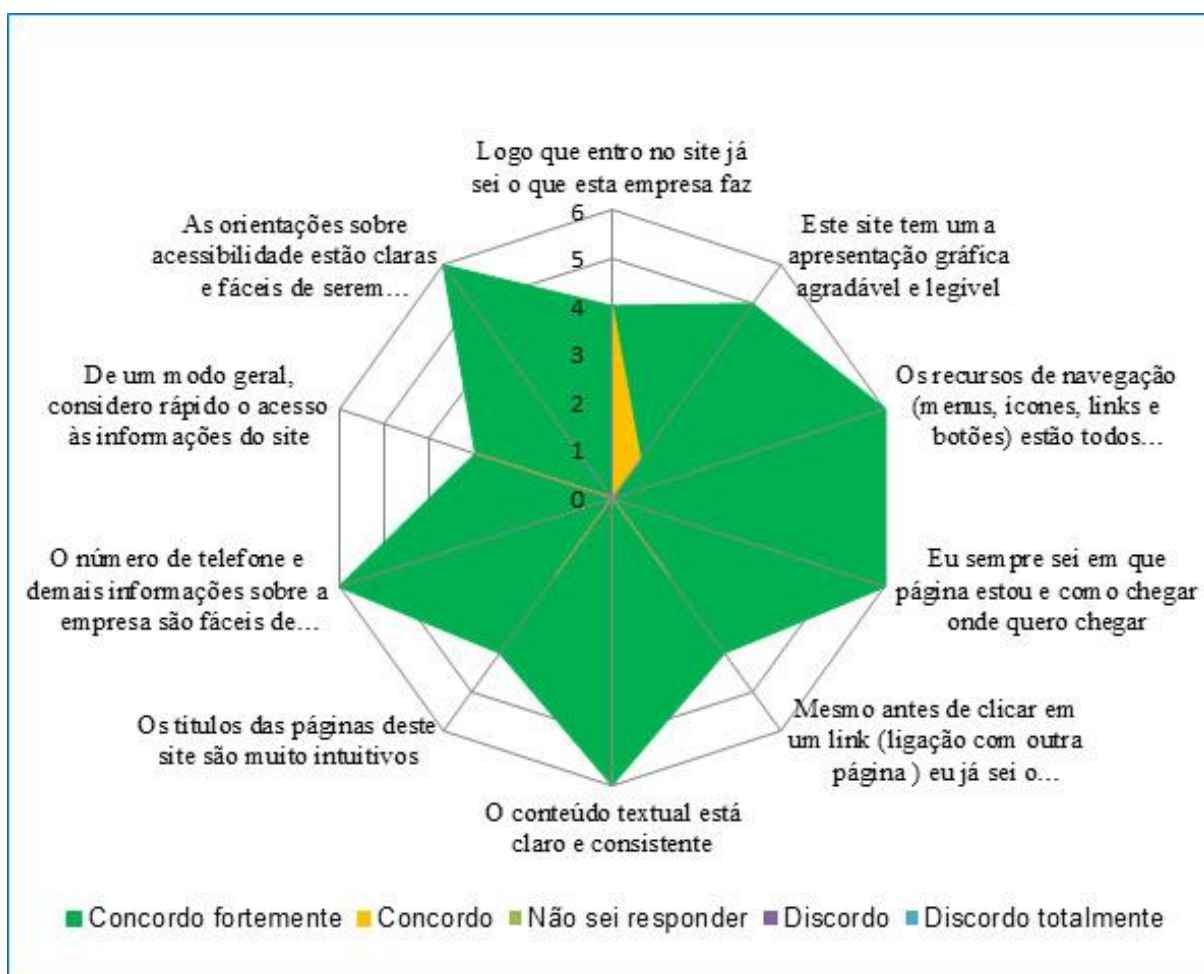 Logo que entro no site já
sei o que esta empresa faz
Este site tem uma
apresentação gráfica
agradável e legível
Os recursos de navegação
(menus, ícones, links e
botões) estão todos...
Eu sempre sei em que
página estou e como chegar
onde quero chegar
Mesmo antes de clicar em
um link (ligação com outra
página ) eu já sei o...
O conteúdo textual está
claro e consistente
Os títulos das páginas deste
site são muito intuitivos
O número de telefone e
demais informações sobre a
empresa são fáceis de...
De um modo geral,
considero rápido o acesso
às informações do site
As orientações sobre
acessibilidade estão claras
e fáceis de serem...
6
5
4
3
2
1
0
Concordo fortemente Concordo Não sei responder Discordo Discordo totalmente